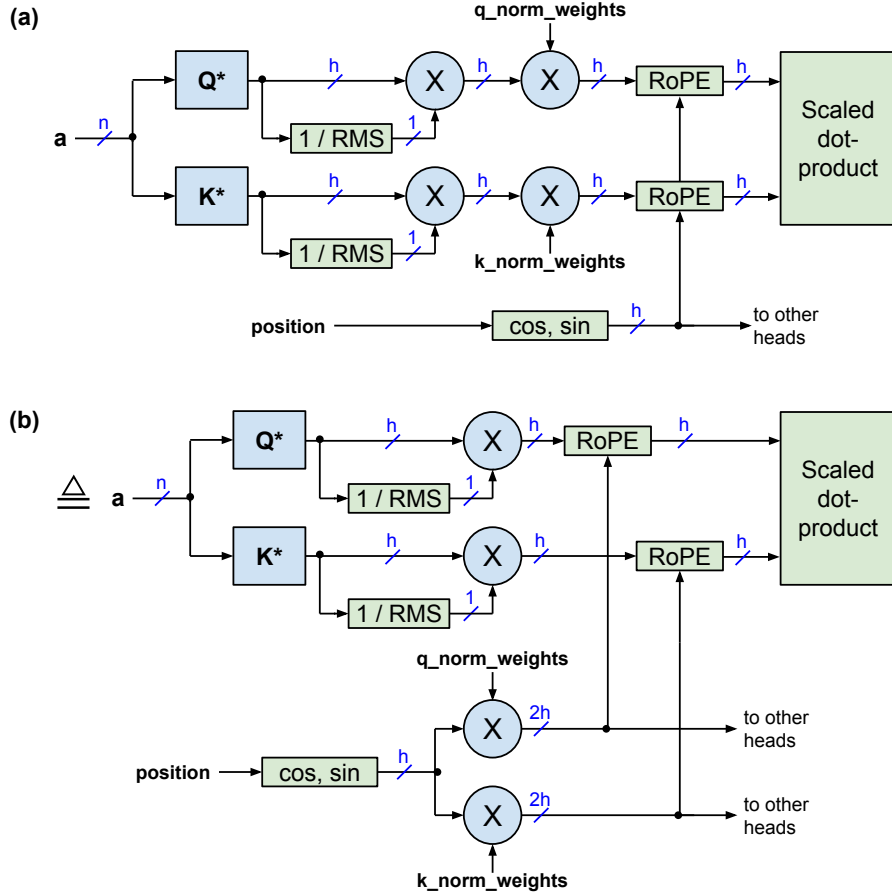 (a)
q_norm_weights
Q*
h
X
h
X
h
RoPE
h
Scaled
dot-
product
a
n
1 / RMS
1
K*
h
X
h
X
h
RoPE
h
1 / RMS
1
k_norm_weights
position
cos, sin
h
to other
heads
(b)
Q*
h
X
h
RoPE
h
Scaled
dot-
product
≜
a
n
1 / RMS
1
K*
h
X
h
RoPE
h
1 / RMS
1
q_norm_weights
X
2h
to other
heads
position
cos, sin
h
X
2h
to other
heads
k_norm_weights